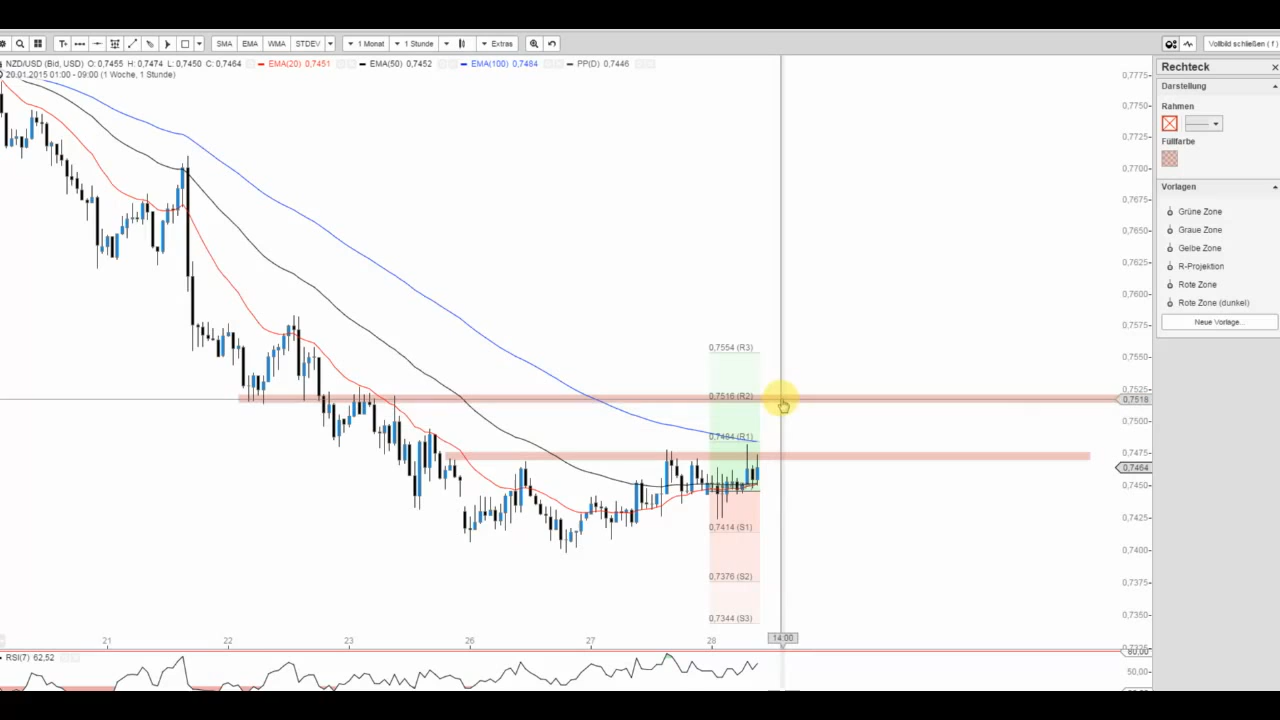 T+ SMA EMA WMA STDEV 1 Monat 1 Stunde Extras Vollbild schließen ( f )
NZD/USD (Bid, USD) O: 0,7455 H: 0,7474 L: 0,7450 C: 0,7464 EMA(20) 0,7451 EMA(50) 0,7452 EMA(100) 0,7484 PP(D) 0,7446
29.01.2015 01:00 - 09:00 (1 Woche, 1 Stunde)
Rechteck
Darstellung
Rahmen
Füllfarbe
Vorlagen
Grüne Zone
Graue Zone
Gelbe Zone
R-Projektion
Rote Zone
Rote Zone (dunkel)
Neue Vorlage...
0,7775
0,7750
0,7725
0,7700
0,7675
0,7650
0,7625
0,7600
0,7575
0,7550
0,7525
0,7518
0,7500
0,7475
0,7464
0,7450
0,7425
0,7400
0,7375
0,7350
0,7554 (R3)
0,7516 (R2)
0,7484 (R1)
0,7414 (S1)
0,7376 (S2)
0,7344 (S3)
21 22 23 26 27 28 14:00
RSI(7) 62,52
80,00
50,00